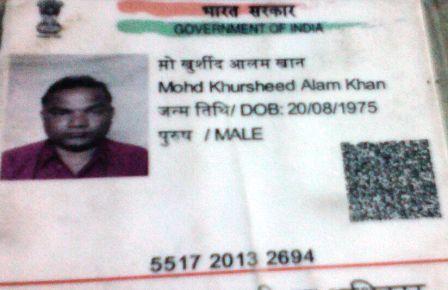 भारत सरकार
GOVERNMENT OF INDIA
मो खुर्शीद आलम खान
Mohd Khursheed Alam Khan
जन्म तिथि/ DOB: 20/08/1975
पुरुष / MALE
5517 2013 2694